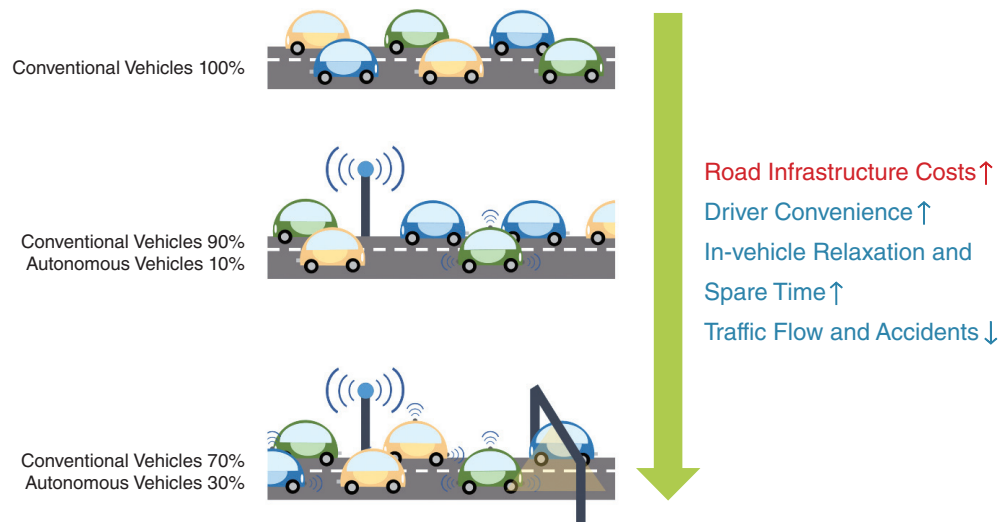 Conventional Vehicles 100%
Conventional Vehicles 90%
Autonomous Vehicles 10%
Conventional Vehicles 70%
Autonomous Vehicles 30%
Road Infrastructure Costs↑
Driver Convenience↑
In-vehicle Relaxation and
Spare Time↑
Traffic Flow and Accidents↓